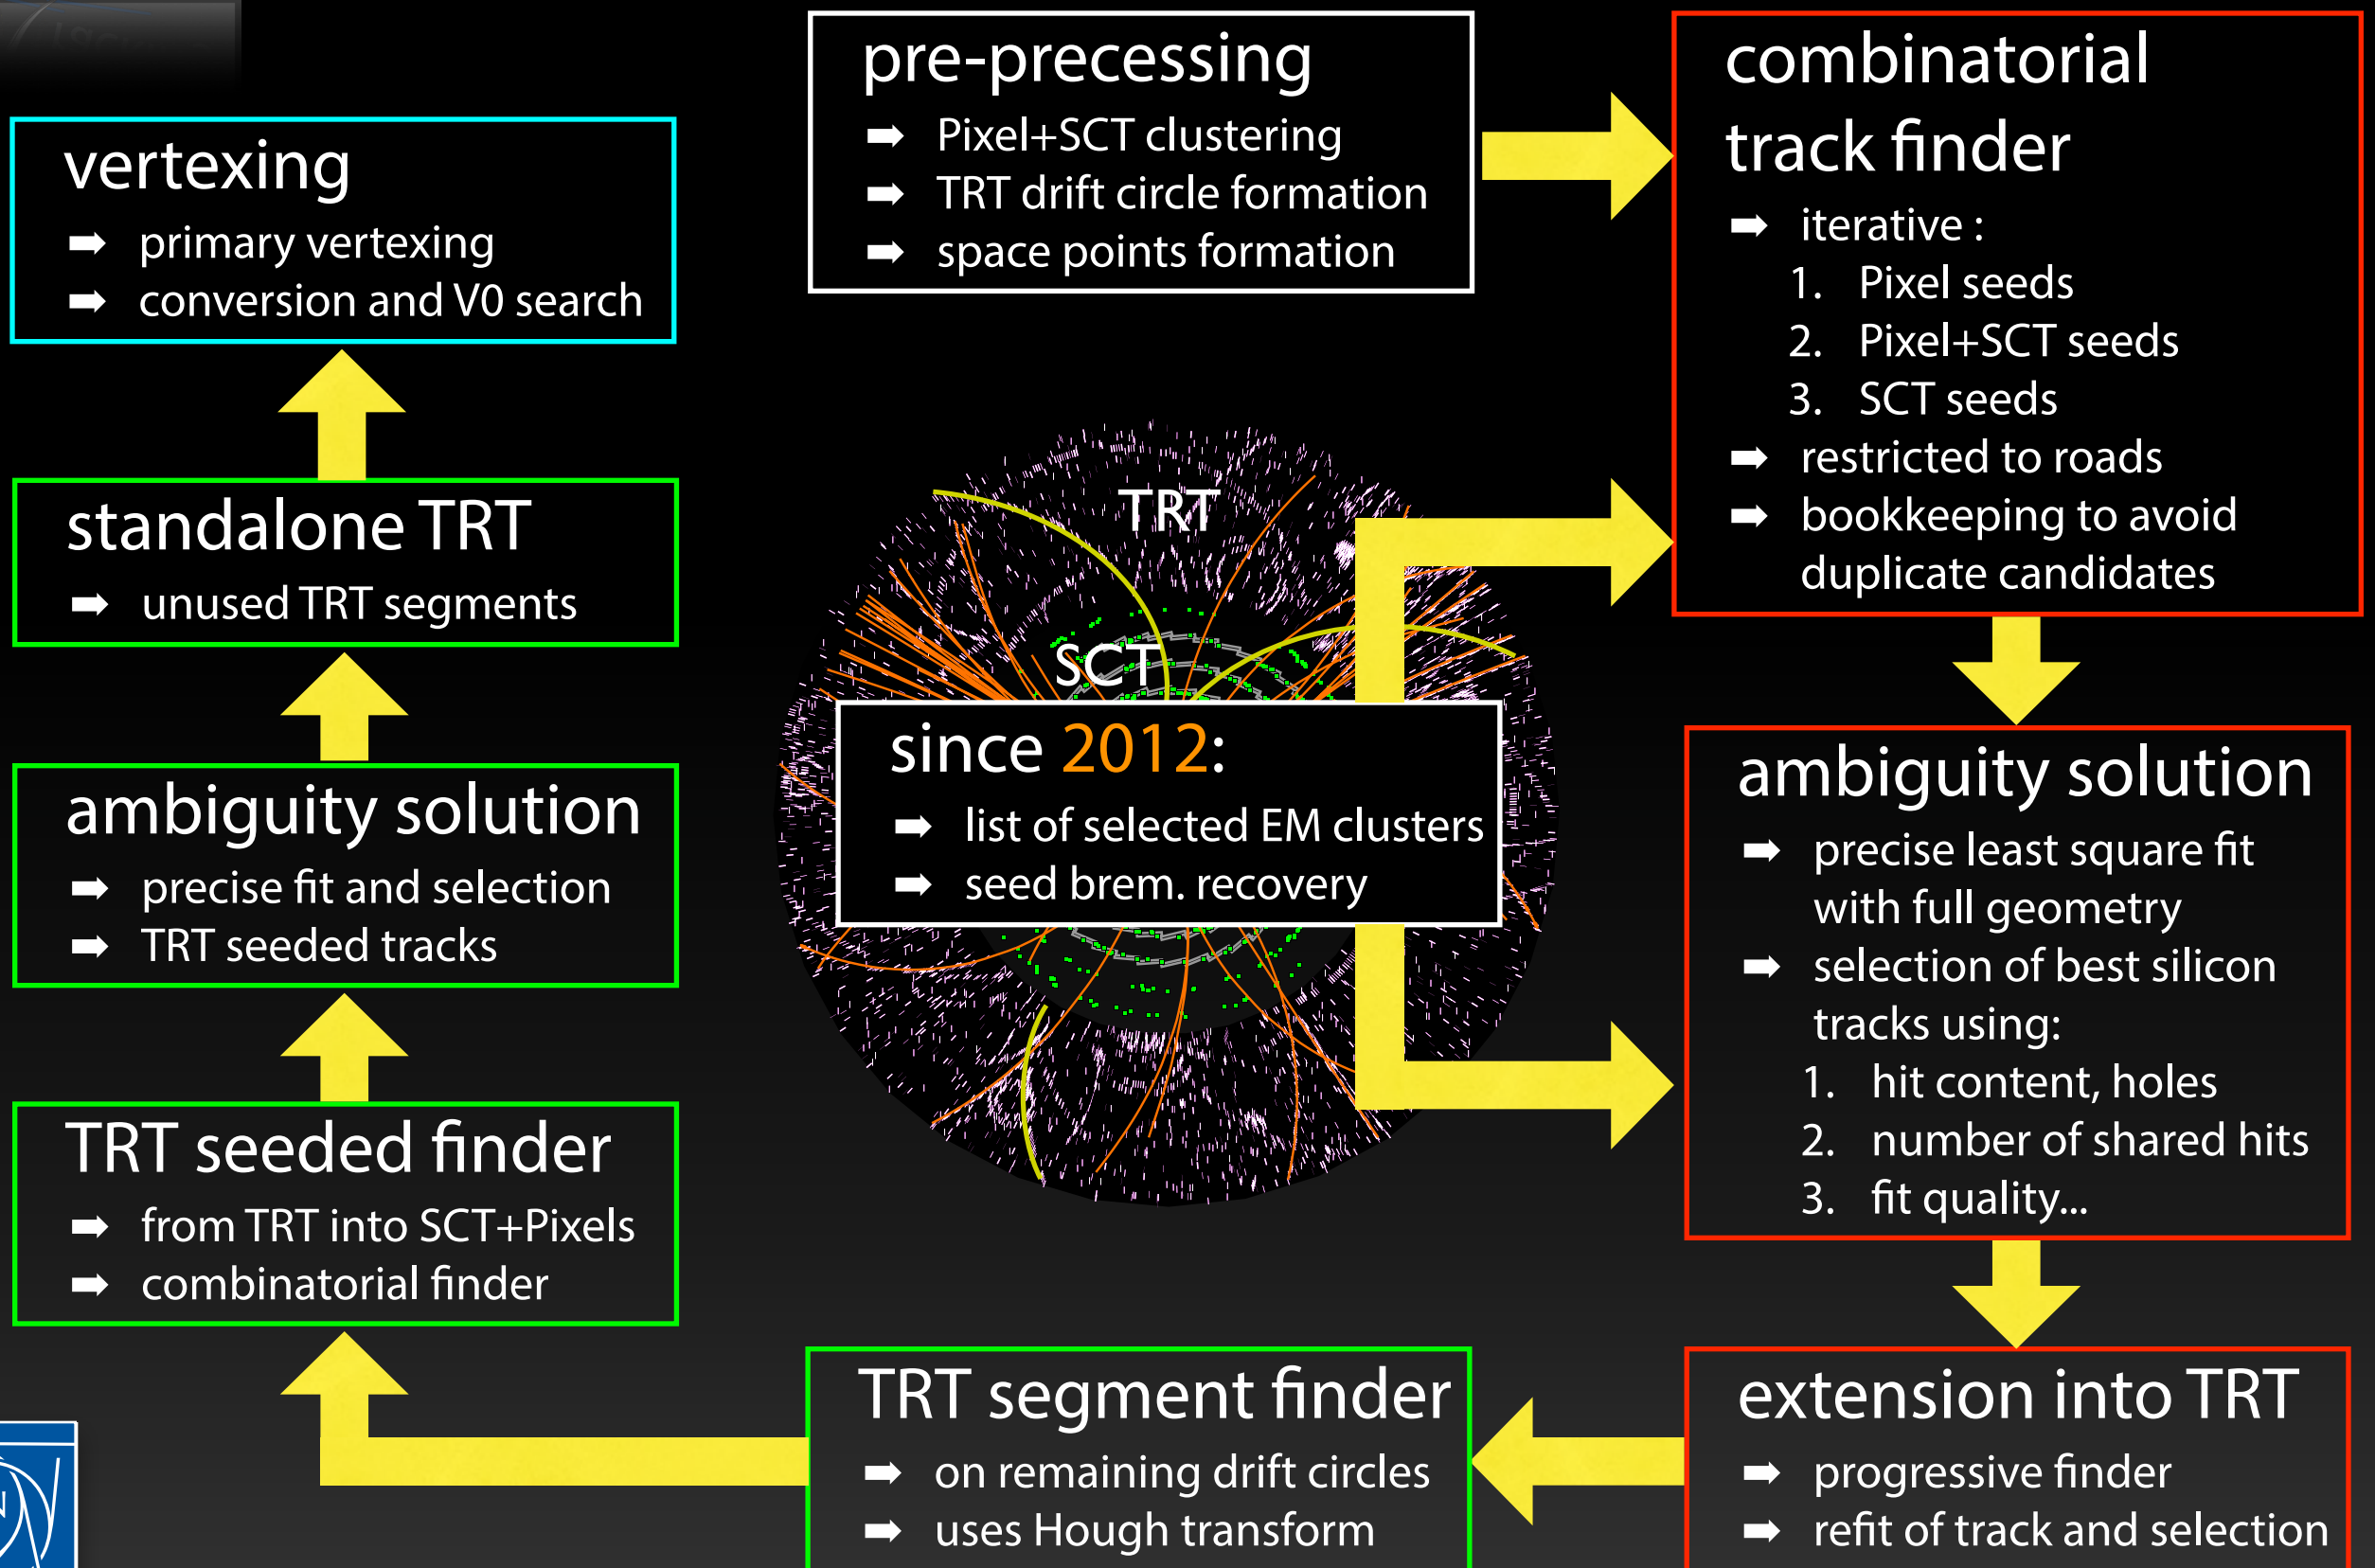 pre-precessing
Pixel+SCT clustering
TRT drift circle formation
space points formation
combinatorial
track finder
iterative :
1. Pixel seeds
2. Pixel+SCT seeds
3. SCT seeds
restricted to roads
bookkeeping to avoid
duplicate candidates
ambiguity solution
precise least square fit
with full geometry
selection of best silicon
tracks using:
1. hit content, holes
2. number of shared hits
3. fit quality...
extension into TRT
progressive finder
refit of track and selection
TRT segment finder
on remaining drift circles
uses Hough transform
TRT seeded finder
from TRT into SCT+Pixels
combinatorial finder
ambiguity solution
precise fit and selection
TRT seeded tracks
standalone TRT
unused TRT segments
vertexing
primary vertexing
conversion and V0 search
TRT
SCT
since 2012:
list of selected EM clusters
seed brem. recovery